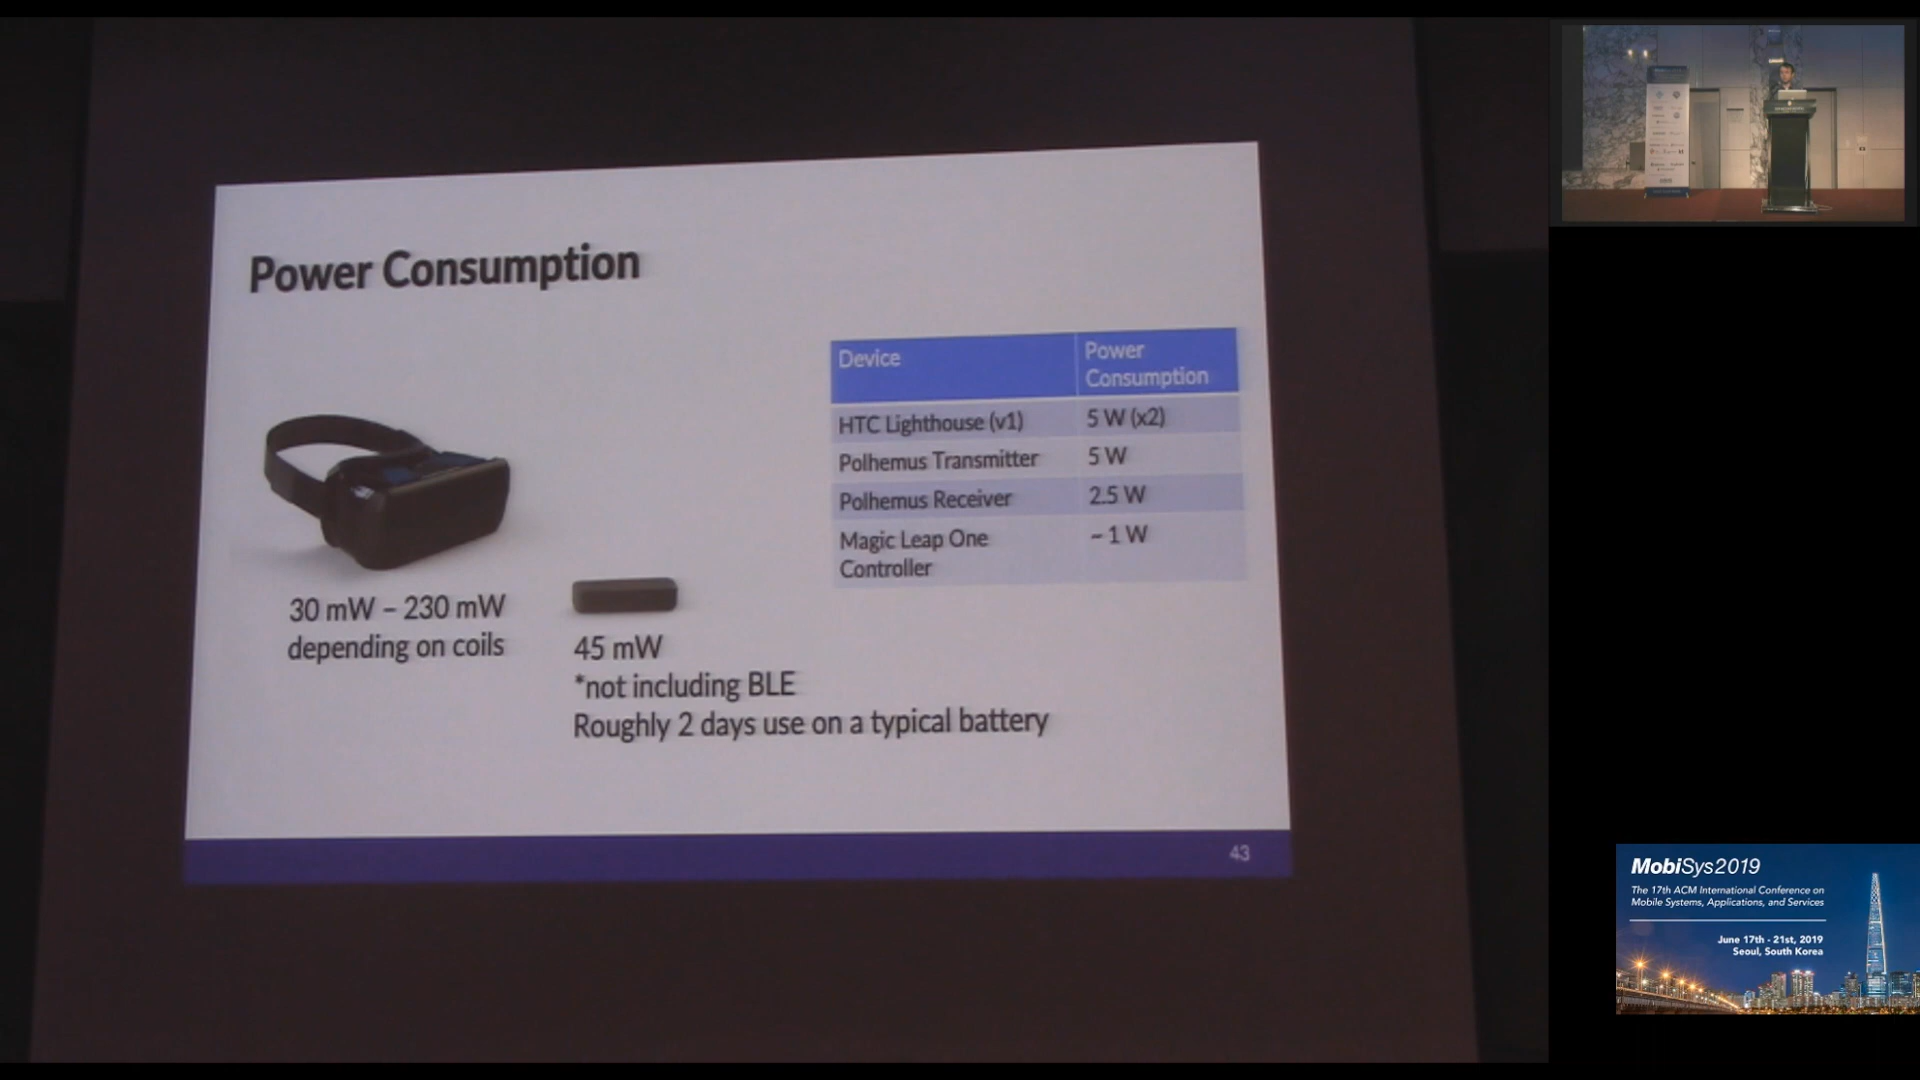 Power Consumption
Device
Power
Consumption
HTC Lighthouse (v1)
5 W (x2)
Polhemus Transmitter
5 W
Polhemus Receiver
2.5 W
Magic Leap One
Controller
~ 1 W
30 mW – 230 mW
depending on coils
45 mW
*not including BLE
Roughly 2 days use on a typical battery
43
MobiSys2019
The 17th ACM International Conference on
Mobile Systems, Applications, and Services
June 17th - 21st, 2019
Seoul, South Korea